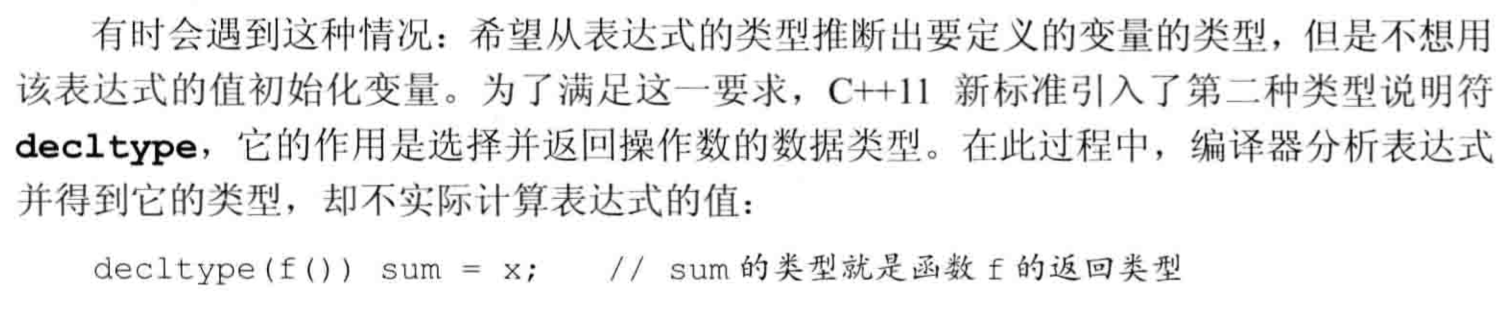 有时会遇到这种情况：希望从表达式的类型推断出要定义的变量的类型，但是不想用
该表达式的值初始化变量。为了满足这一要求，C++11 新标准引入了第二种类型说明符
decltype，它的作用是选择并返回操作数的数据类型。在此过程中，编译器分析表达式
并得到它的类型，却不实际计算表达式的值：
decltype(f()) sum = x;    // sum 的类型就是函数 f 的返回类型